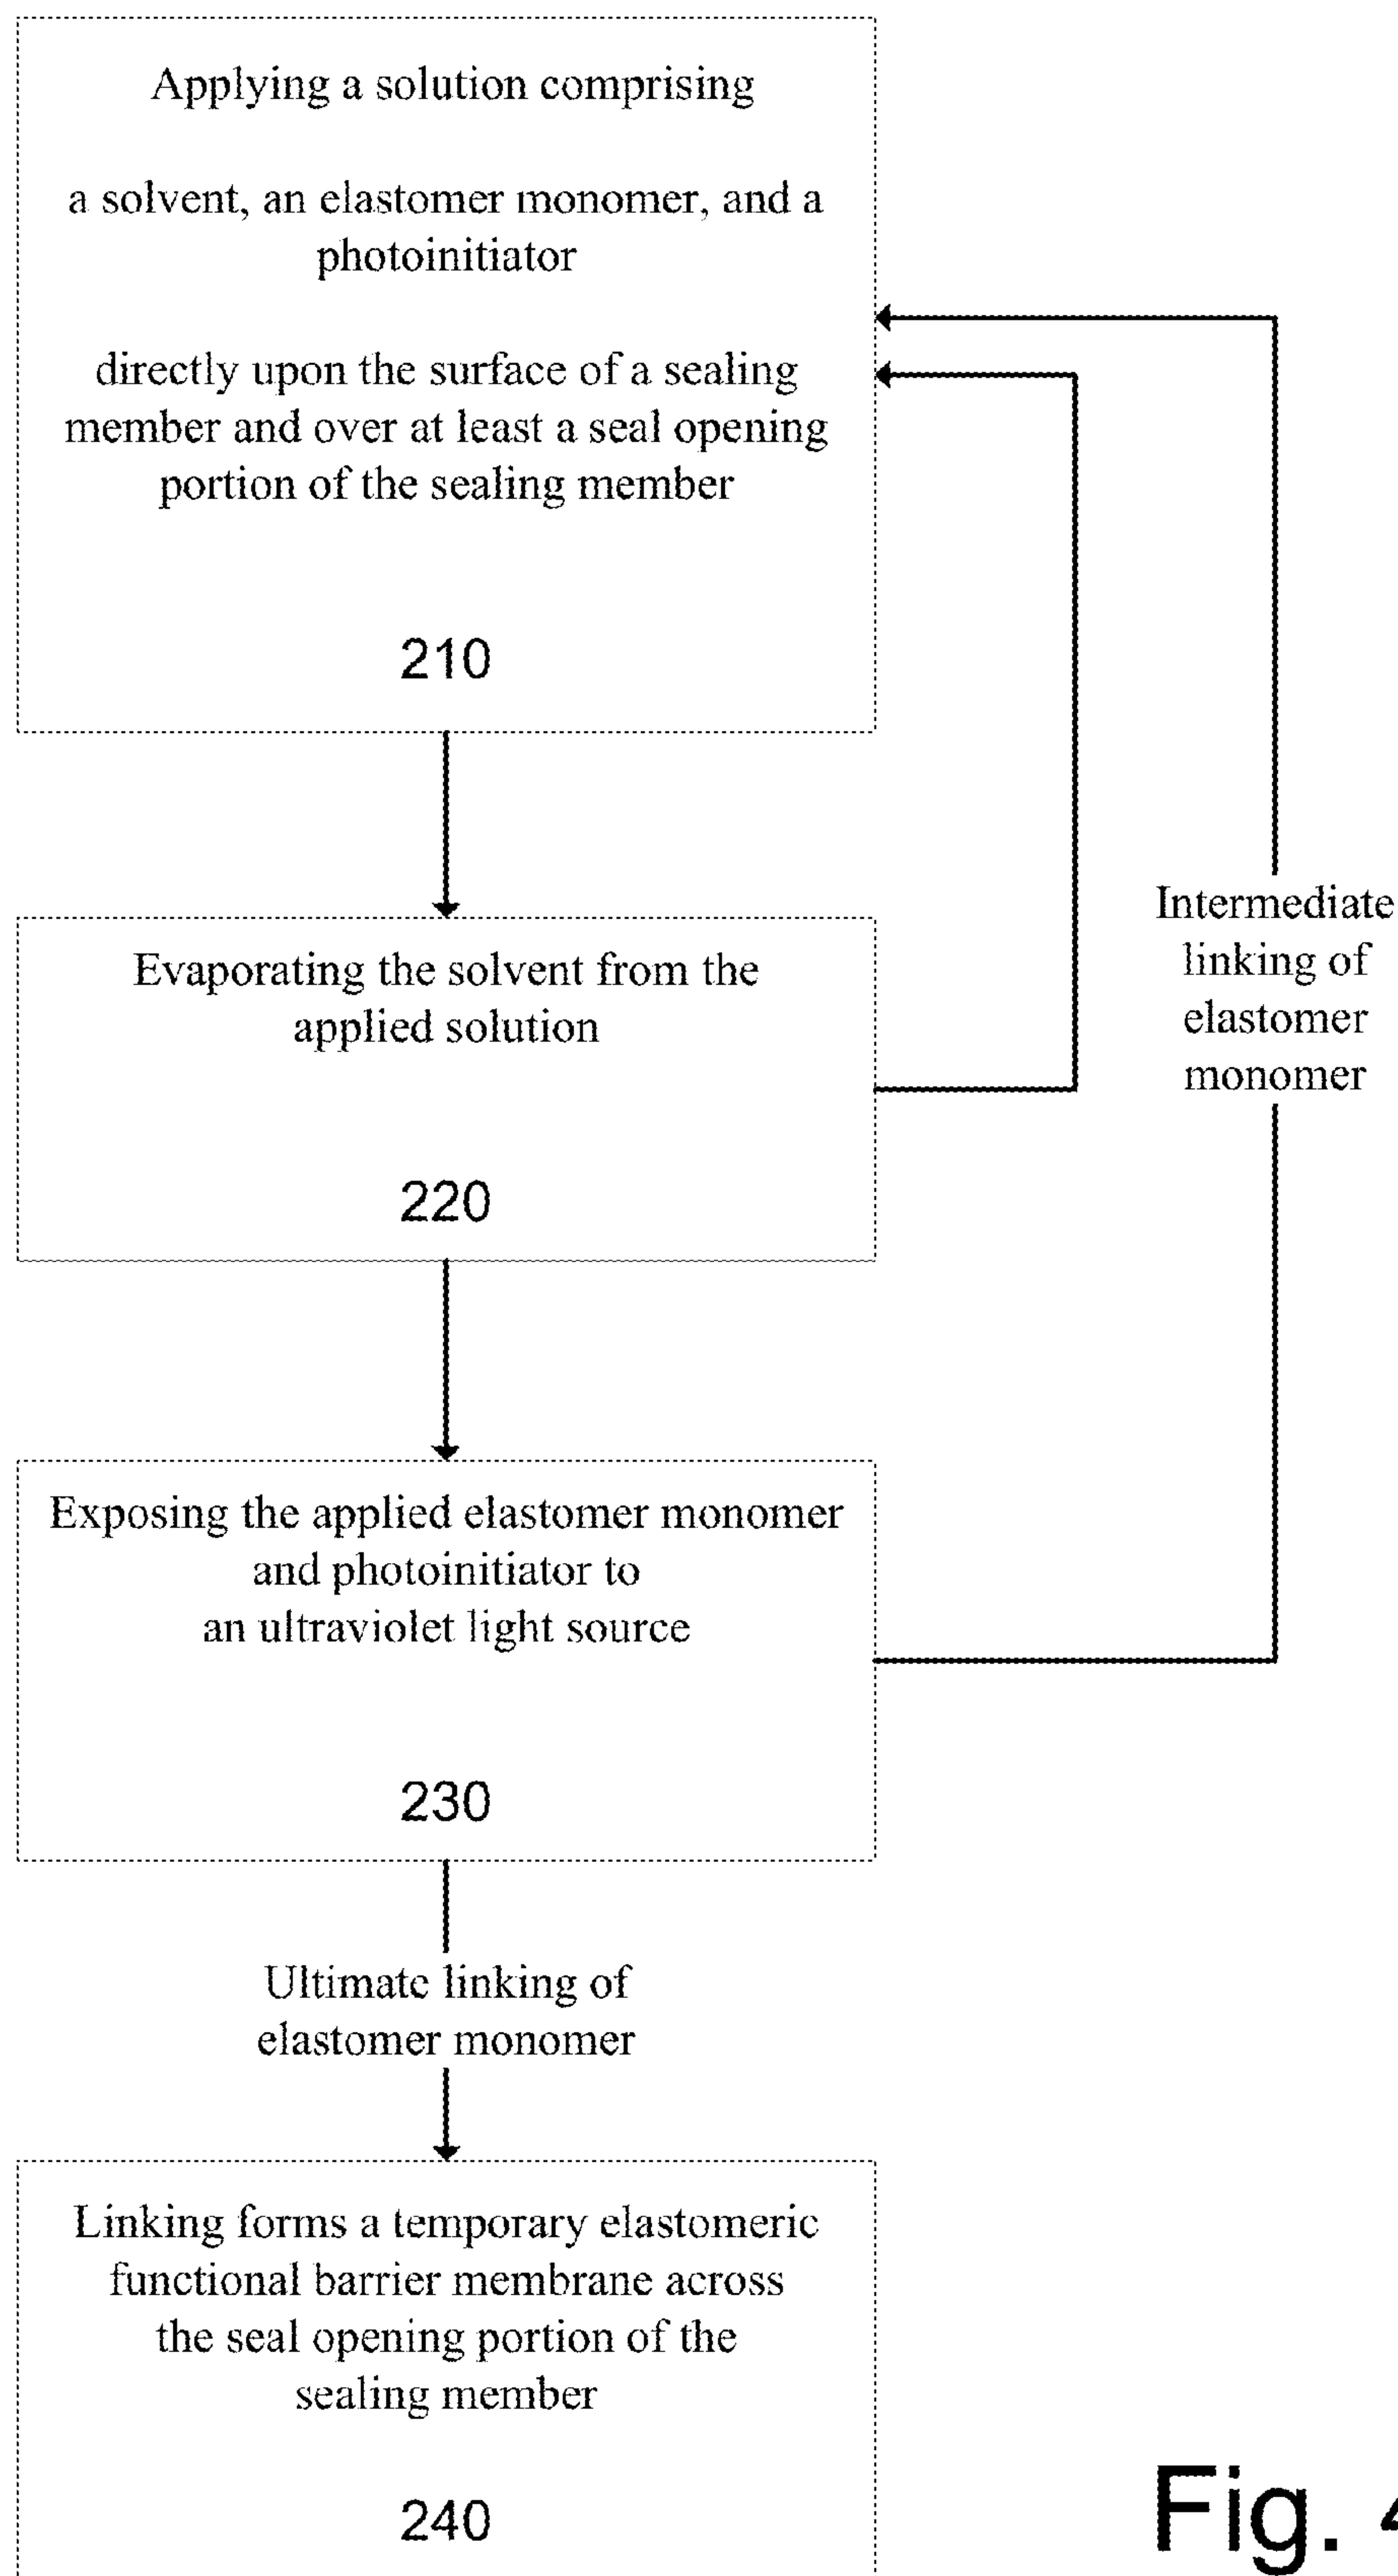 Applying a solution comprising
a solvent, an elastomer monomer, and a
photoinitiator
directly upon the surface of a sealing
member and over at least a seal opening
portion of the sealing member
210
Evaporating the solvent from the
applied solution
220
Intermediate
linking of
elastomer
monomer
Exposing the applied elastomer monomer
and photoinitiator to
an ultraviolet light source
230
Ultimate linking of
elastomer monomer
Linking forms a temporary elastomeric
functional barrier membrane across
the seal opening portion of the
sealing member
240
Fig.